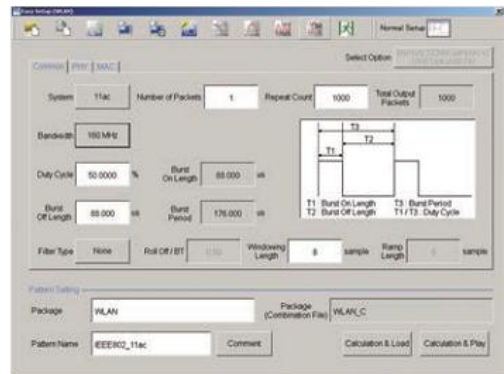 Easy Setup (WLAN)
Normal Setup
Select Option
Common PHY MAC
System 11ac Number of Packets 1 Repeat Count 1000 Total Output Packets 1000
Bandwidth 160 MHz
T3
T2
T1
Duty Cycle 50.0000 % Burst On Length 88.000 us
Burst Off Length 88.000 us Burst Period 176.000 us
T1 Burst On Length T3 Burst Period
T2 Burst Off Length T1 / T3 Duty Cycle
Filter Type None Roll Off / BT Windowing Length 8 sample Ramp Length sample
Pattern Setting
Package WLAN Package (Combination File) WLAN_C
Pattern Name IEEE802_11ac Comment Calculation & Load Calculation & Play